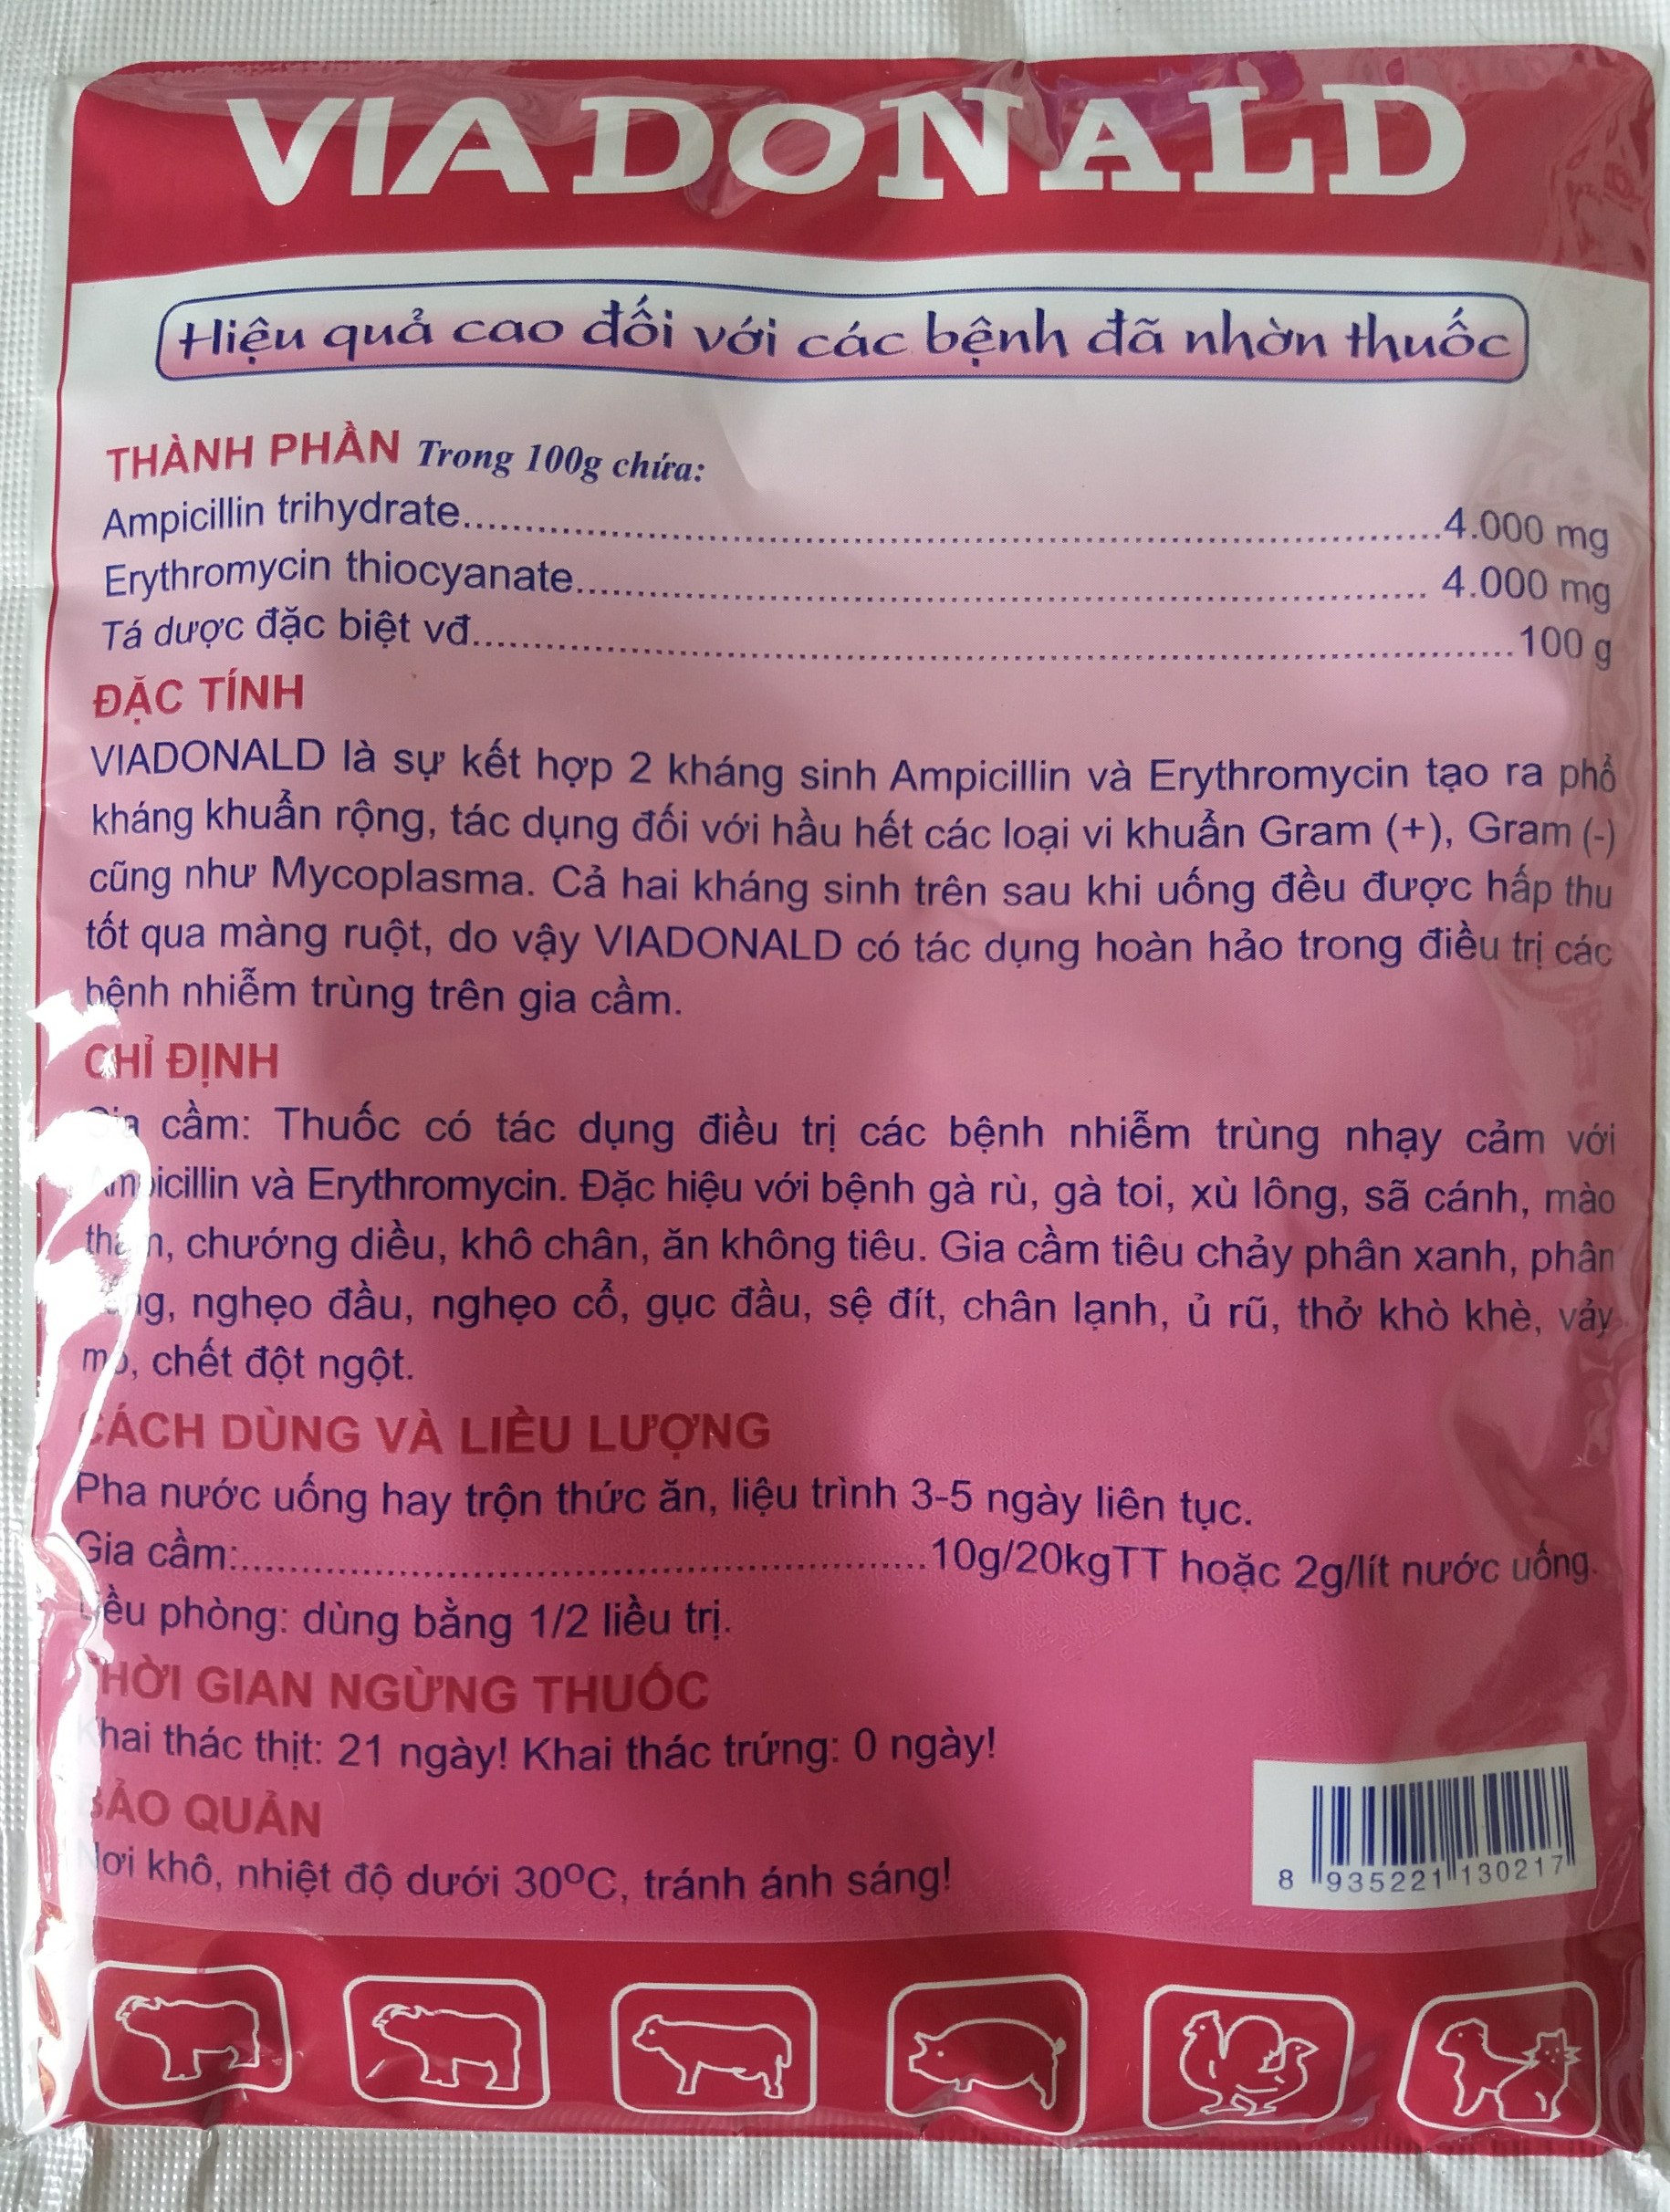 VIADONALD
Hiệu quả cao đối với các bệnh đã nhờn thuốc
THÀNH PHẦN Trong 100g chứa:
Ampicillin trihydrate.......................................................4.000 mg
Erythromycin thiocyanate.................................................. 4.000 mg
Tá dược đặc biệt vđ............................................................100 g
ĐẶC TÍNH
VIADONALD là sự kết hợp 2 kháng sinh Ampicillin và Erythromycin tạo ra phổ
kháng khuẩn rộng, tác dụng đối với hầu hết các loại vi khuẩn Gram (+), Gram (-)
cũng như Mycoplasma. Cả hai kháng sinh trên sau khi uống đều được hấp thu
tốt qua màng ruột, do vậy VIADONALD có tác dụng hoàn hảo trong điều trị các
bệnh nhiễm trùng trên gia cầm.
CHỈ ĐỊNH
Gia cầm: Thuốc có tác dụng điều trị các bệnh nhiễm trùng nhạy cảm với
Ampicillin và Erythromycin. Đặc hiệu với bệnh gà rù, gà toi, xù lông, sã cánh, mào
thâm, chướng diều, khô chân, ăn không tiêu. Gia cầm tiêu chảy phân xanh, phân
nghẹo đầu, nghẹo cổ, gục đầu, sệ đít, chân lạnh, ủ rũ, thở khò khè, vảy
mỏ, chết đột ngột.
CÁCH DÙNG VÀ LIỀU LƯỢNG
Pha nước uống hay trộn thức ăn, liệu trình 3-5 ngày liên tục.
Gia cầm:.............................................10g/20kgTT hoặc 2g/lít nước uống.
Liều phòng: dùng bằng 1/2 liều trị.
THỜI GIAN NGỪNG THUỐC
Khai thác thịt: 21 ngày! Khai thác trứng: 0 ngày!
BẢO QUẢN
Nơi khô, nhiệt độ dưới 30ºC, tránh ánh sáng!
8 935221 130217